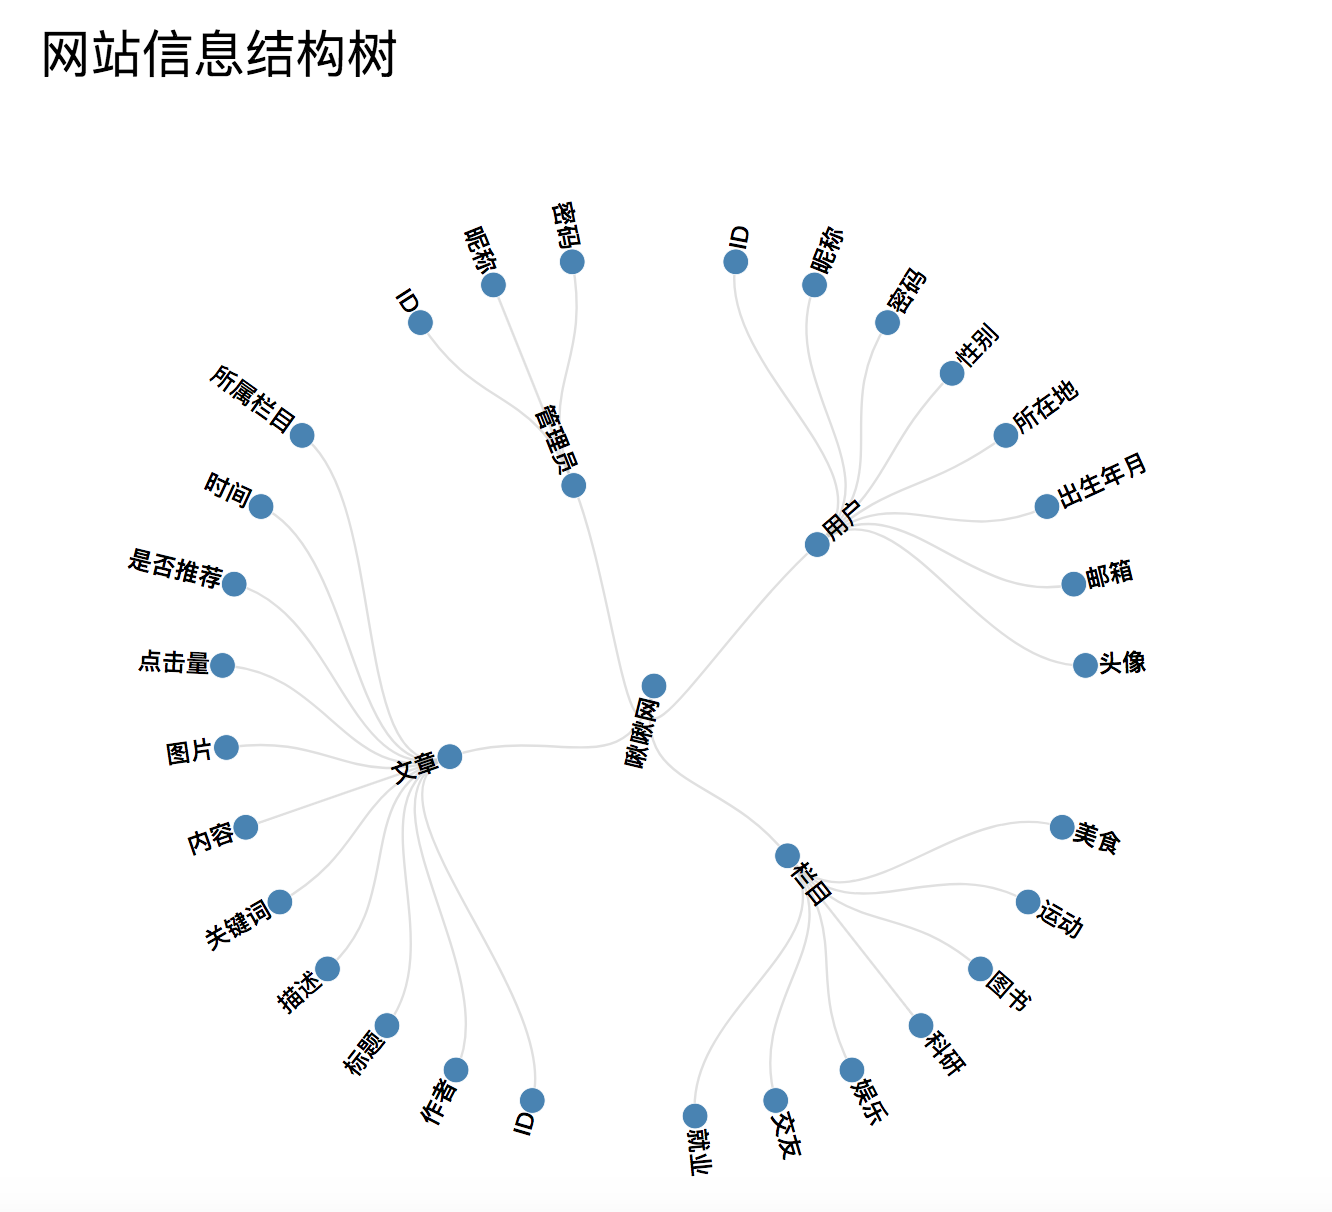 网站信息结构树
啾啾网
用户
ID
昵称
密码
性别
所在地
出生年月
邮箱
头像
栏目
美食
运动
图书
科研
娱乐
交友
就业
文章
ID
作者
标题
描述
关键词
内容
图片
点击量
是否推荐
时间
所属栏目
管理员
ID
昵称
密码